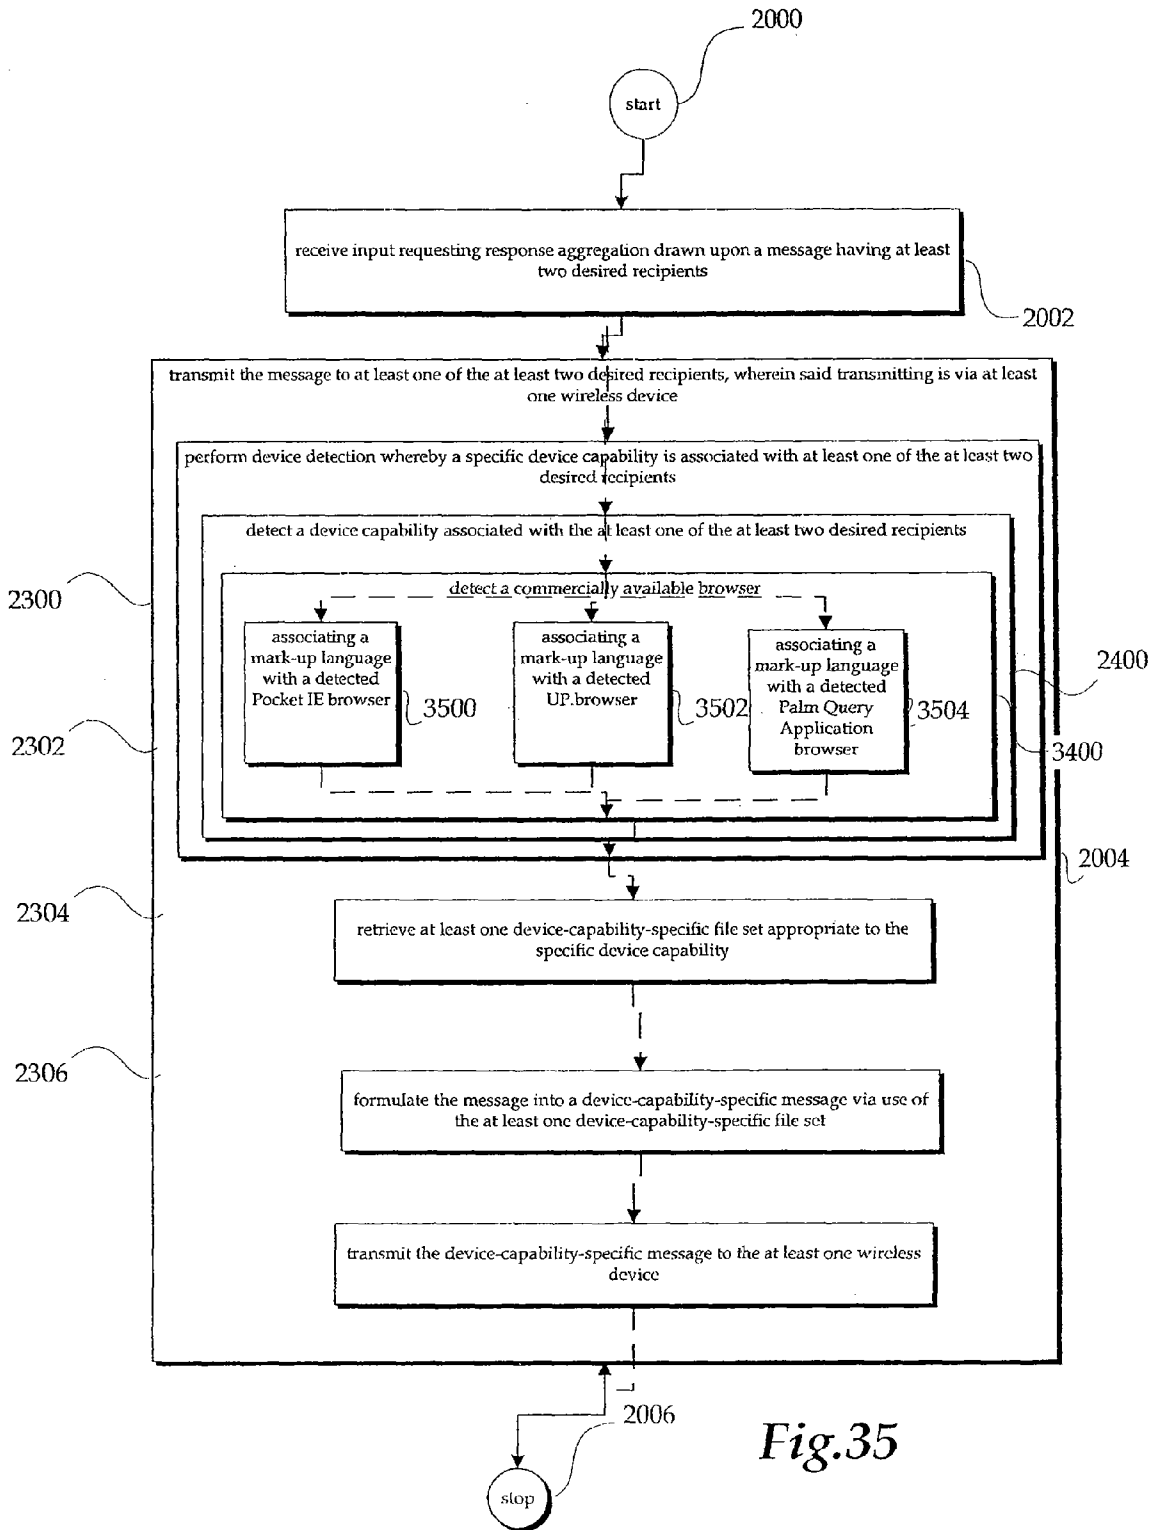 2000
start
receive input requesting response aggregation drawn upon a message having at least
two desired recipients
2002
transmit the message to at least one of the at least two desired recipients, wherein said transmitting is via at least
one wireless device
perform device detection whereby a specific device capability is associated with at least one of the at least two
desired recipients
detect a device capability associated with the at least one of the at least two desired recipients
detect a commercially available browser
2300
associating a
mark-up language
with a detected
Pocket IE browser
3500
associating a
mark-up language
with a detected
UP.browser
3502
associating a
mark-up language
with a detected
Palm Query
Application
browser
3504
2400
3400
2302
2004
2304
retrieve at least one device-capability-specific file set appropriate to the
specific device capability
2306
formulate the message into a device-capability-specific message via use of
the at least one device-capability-specific file set
transmit the device-capability-specific message to the at least one wireless
device
2006
stop
Fig.35